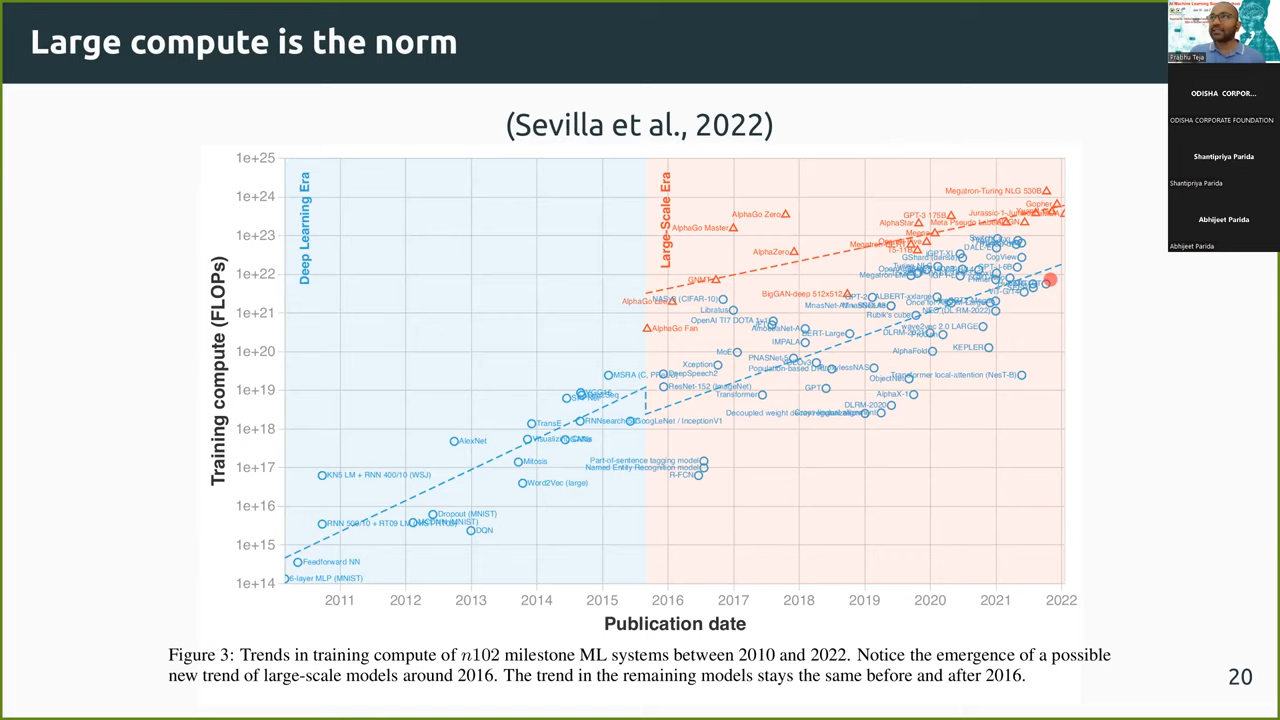 Large compute is the norm
(Sevilla et al., 2022)
Prabhu Teja
ODISHA CORPOR...
ODISHA CORPORATE FOUNDATION
Shantipriya Parida
Shantipriya Parida
Abhijeet Parida
Abhijeet Parida
Training compute (FLOPs)
1e+25
1e+24
1e+23
1e+22
1e+21
1e+20
1e+19
1e+18
1e+17
1e+16
1e+15
1e+14
Deep Learning Era
Large-Scale Era
Megatron-Turing NLG 530B
Gopher
AlphaGo Zero
GPT-3 175B
AlphaStar
Meta Pseudo Labels
AlphaGo Master
AlphaZero
CogView
GNMT
BigGAN-deep 512x512
NASv3 (CIFAR-10)
Libratus
AlphaGo Fan
OpenAI TI7 DOTA 1v1
Rubik's cube
BERT-Large
IMPALA
wave2vec 2.0 LARGE
KEPLER
AlphaFold
MoE
PNASNet-5
Xception
MSRA (C, PReLU)
DeepSpeech2
ObjectNet
Transformer local-attention (NesT-B)
ResNet-152 (ImageNet)
GPT
Transformer
AlphaX-1
DLRM-2020
GoogLeNet / InceptionV1
TransE
AlexNet
Mitosis
Part-of-sentence tagging model
Named Entity Recognition model
R-FCN
KN5 LM + RNN 400/10 (WSJ)
Word2Vec (large)
Dropout (MNIST)
DQN
Feedforward NN
6-layer MLP (MNIST)
2011 2012 2013 2014 2015 2016 2017 2018 2019 2020 2021 2022
Publication date
Figure 3: Trends in training compute of n102 milestone ML systems between 2010 and 2022. Notice the emergence of a possible
new trend of large-scale models around 2016. The trend in the remaining models stays the same before and after 2016.
20